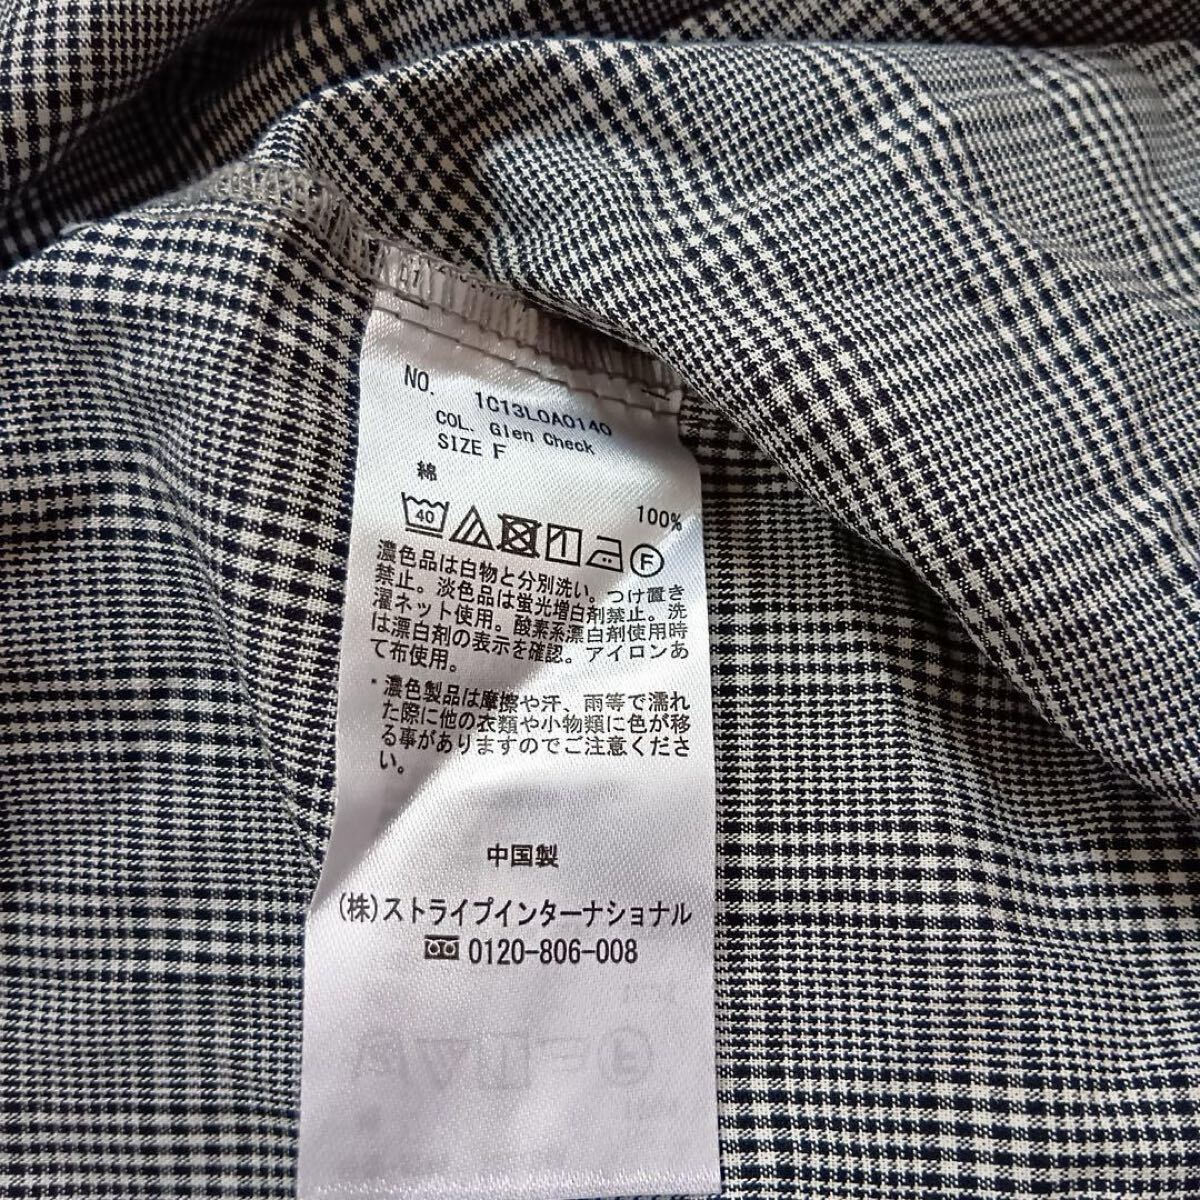 NO. 1C13L0A0140
COL. Glen Check
SIZE F
綿 100%
40 F
濃色品は白物と分別洗い。つけ置き
禁止。淡色品は蛍光増白剤禁止。洗
濯ネット使用。酸素系漂白剤使用時
は漂白剤の表示を確認。アイロンあ
て布使用。
・濃色製品は摩擦や汗、雨等で濡れ
た際に他の衣類や小物類に色が移
る事がありますのでご注意くださ
い。
中国製
(株)ストライプインターナショナル
0120-806-008